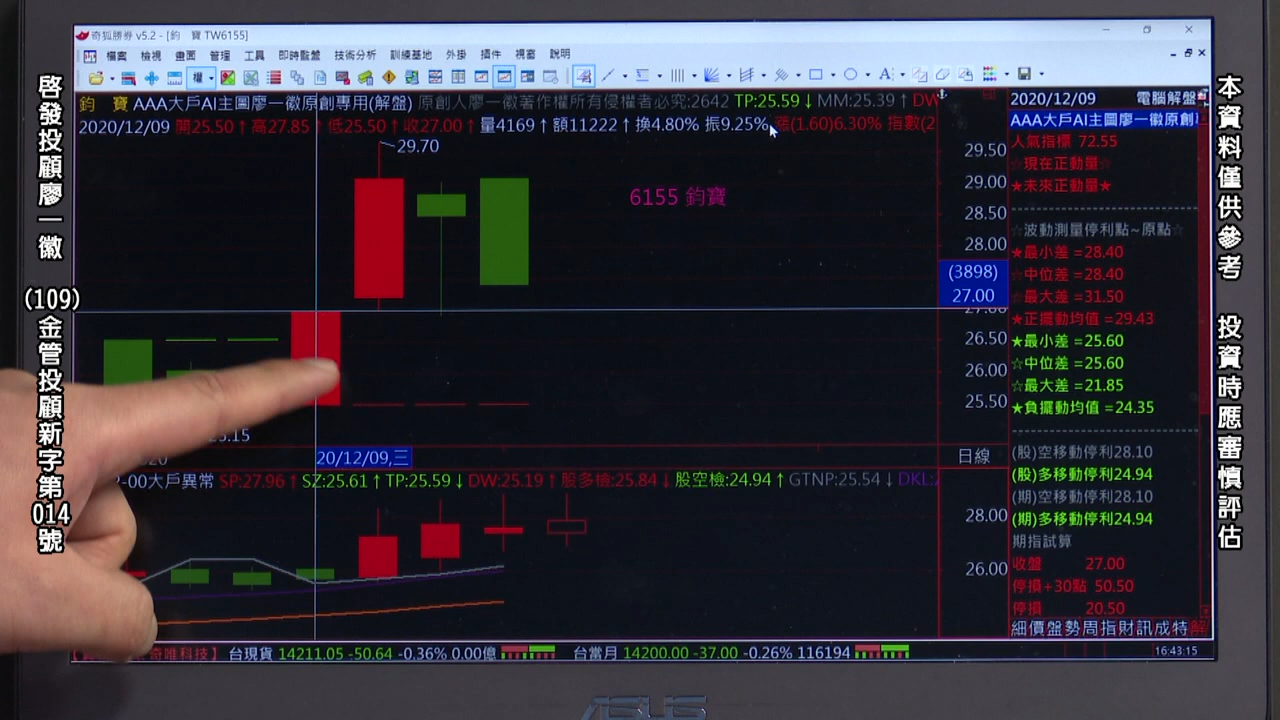 啓發投顧廖一徽 (109)金管投顧新字第014號
本資料僅供參考 投資時應審慎評估
奇狐勝券 v5.2 - [鈞 寶 TW6155]
檔案 檢視 畫面 管理 工具 即時監盤 技術分析 訓練基地 外掛 插件 視窗 說明
鈞 寶 AAA大戶AI主圖廖一徽原創專用(解盤) 原創人廖一徽著作權所有侵權者必究:2642 TP:25.59↓ MM:25.39↑ DW
2020/12/09 開25.50↑ 高27.85↑ 低25.50↑ 收27.00↑ 量4169↑ 額11222↑ 換4.80% 振9.25% 漲(1.60)6.30% 指數(2
29.70
6155 鈞寶
29.50
29.00
28.50
28.00
(3898)
27.00
26.50
26.00
25.50
日線
20/12/09,三
大戶異常 SP:27.96↑ SZ:25.61↑ TP:25.59↓ DW:25.19↑ 股多檢:25.84↓ 股空檢:24.94↑ GTNP:25.54↓ DKL:
28.00
26.00
2020/12/09 電腦解盤
AAA大戶AI主圖廖一徽原創
人氣指標 72.55
☆現在正動量☆
★未來正動量★
☆波動測量停利點~原點☆
★最小差 =28.40
☆中位差 =28.40
☆最大差 =31.50
★正擺動均值 =29.43
★最小差 =25.60
☆中位差 =25.60
☆最大差 =21.85
★負擺動均值 =24.35
(股)空移動停利28.10
(股)多移動停利24.94
(期)空移動停利28.10
(期)多移動停利24.94
期指試算
收盤 27.00
停損+30點 50.50
停損 20.50
細價盤勢周指財訊成特解
奇唯科技】 台現貨 14211.05 -50.64 -0.36% 0.00億 台當月 14200.00 -37.00 -0.26% 116194
16:43:15
ASUS